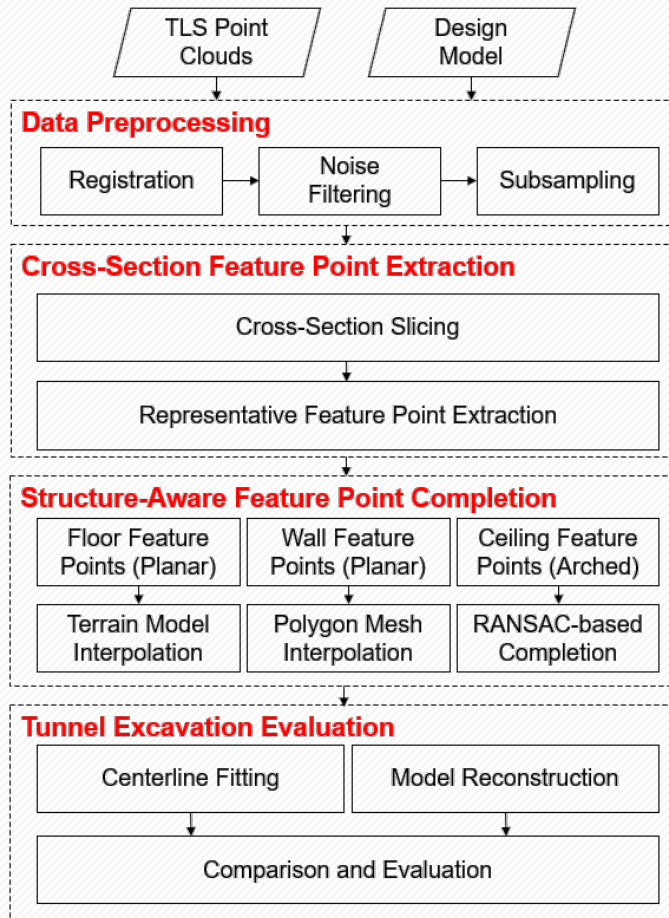 TLS Point
Clouds
Design
Model
Data Preprocessing
Registration
Noise
Filtering
Subsampling
Cross-Section Feature Point Extraction
Cross-Section Slicing
Representative Feature Point Extraction
Structure-Aware Feature Point Completion
Floor Feature
Points (Planar)
Wall Feature
Points (Planar)
Ceiling Feature
Points (Arched)
Terrain Model
Interpolation
Polygon Mesh
Interpolation
RANSAC-based
Completion
Tunnel Excavation Evaluation
Centerline Fitting
Model Reconstruction
Comparison and Evaluation